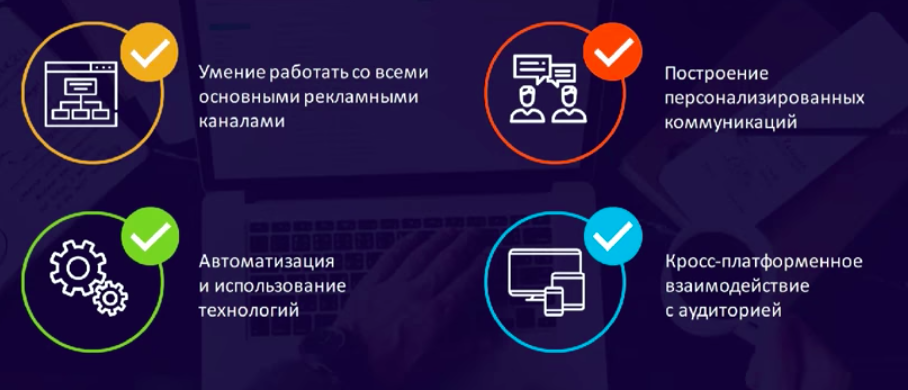 Умение работать со всеми
основными рекламными
каналами
Построение
персонализированных
коммуникаций
Автоматизация
и использование
технологий
Кросс-платформенное
взаимодействие
с аудиторией